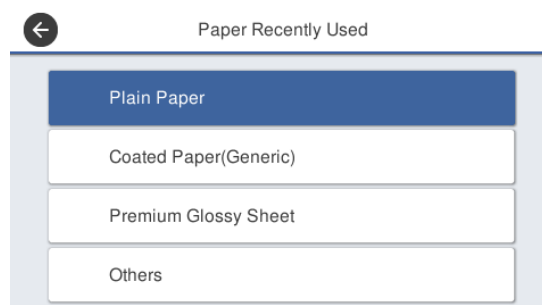 Paper Recently Used
Plain Paper
Coated Paper(Generic)
Premium Glossy Sheet
Others